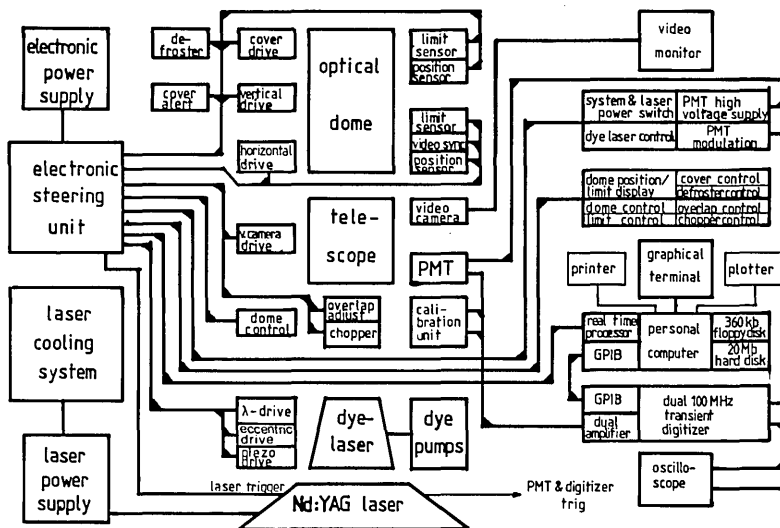 electronic
power
supply
de-
froster
cover
drive
cover
alert
vertical
drive
horizontal
drive
optical
dome
limit
sensor
position
sensor
limit
sensor
video sync
position
sensor
video
monitor
system & laser
power switch
PMT high
voltage supply
dye laser control
PMT
modulation
electronic
steering
unit
v.camera
drive
tele-
scope
video
camera
PMT
dome position/
limit display
cover control
defroster control
dome control
overlap control
limit control
chopper control
laser
cooling
system
dome
control
overlap
adjust
chopper
cali-
bration
unit
printer
graphical
terminal
plotter
real time
processor
GPIB
personal
computer
360kb
floppy disk
20Mb
hard disk
laser
power
supply
λ-drive
eccentric
drive
piezo
drive
dye-
laser
dye
pumps
GPIB
dual
amplifier
dual 100 MHz
transient
digitizer
laser trigger
Nd:YAG laser
PMT & digitizer
trig
oscillo-
scope